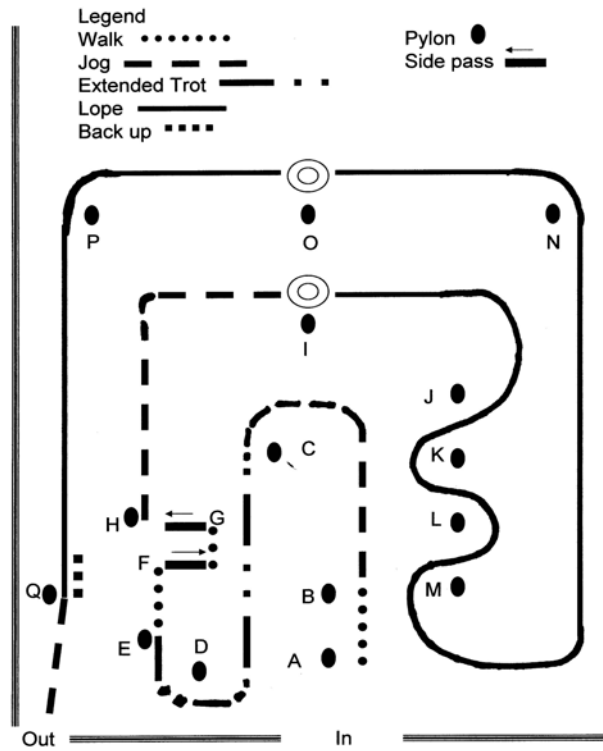 Legend
Walk
Jog
Extended Trot
Lope
Back up
Pylon
Side pass
P
O
N
I
J
C
K
H
G
L
F
Q
B
M
E
D
A
Out
In